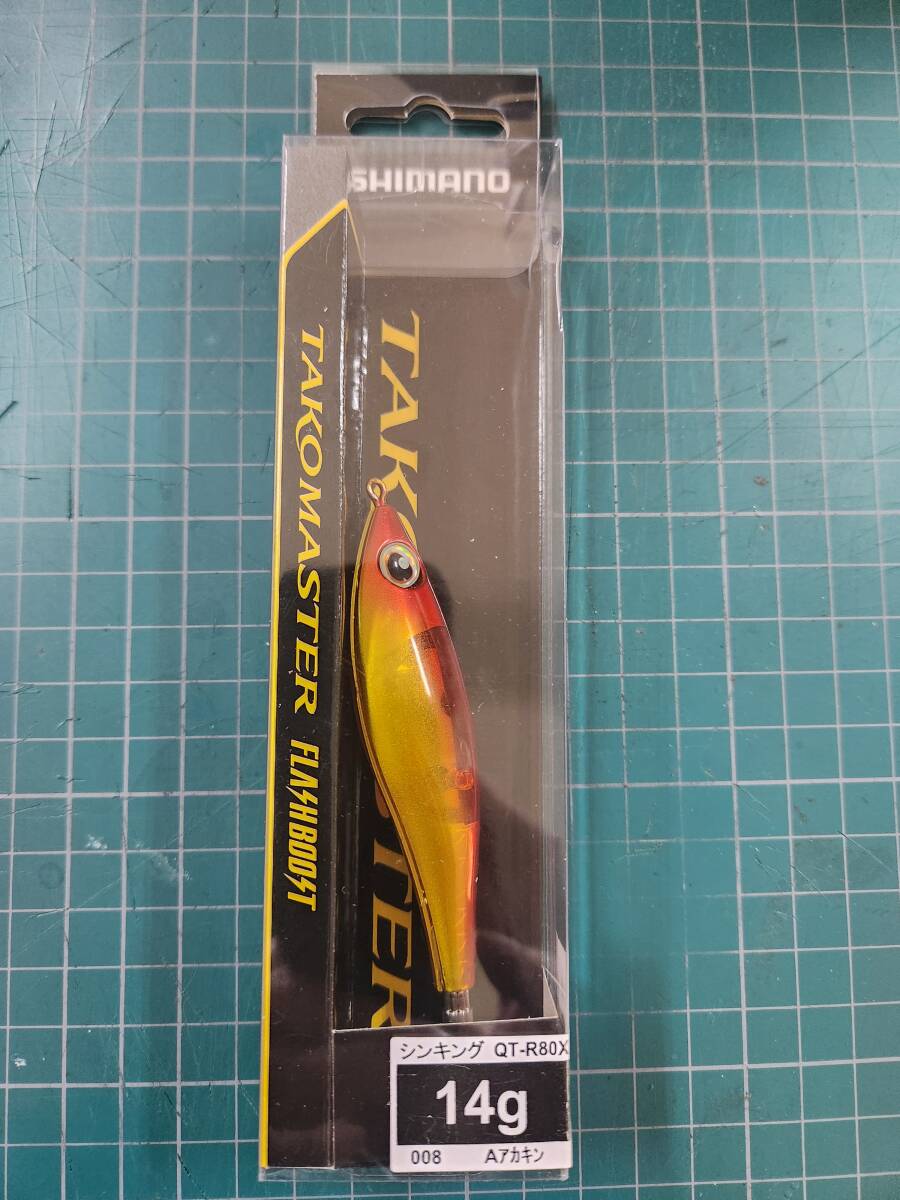 SHIMANO
TAKOMASTER FLASHBOOST
TAKOMASTER
シンキング QT-R80X
14g
008 Aアカキン